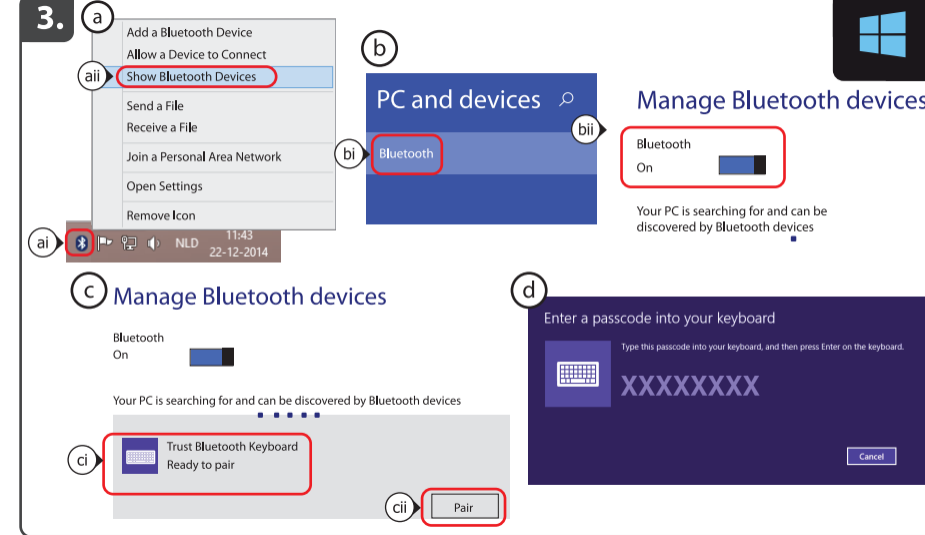 3.
a
Add a Bluetooth Device
Allow a Device to Connect
aii
Show Bluetooth Devices
Send a File
Receive a File
Join a Personal Area Network
Open Settings
Remove Icon
ai
NLD
11:43
22-12-2014
b
PC and devices
bi
Bluetooth
Manage Bluetooth devices
bii
Bluetooth
On
Your PC is searching for and can be
discovered by Bluetooth devices
c
Manage Bluetooth devices
Bluetooth
On
Your PC is searching for and can be discovered by Bluetooth devices
ci
Trust Bluetooth Keyboard
Ready to pair
cii
Pair
d
Enter a passcode into your keyboard
Type this passcode into your keyboard, and then press Enter on the keyboard.
XXXXXXXX
Cancel